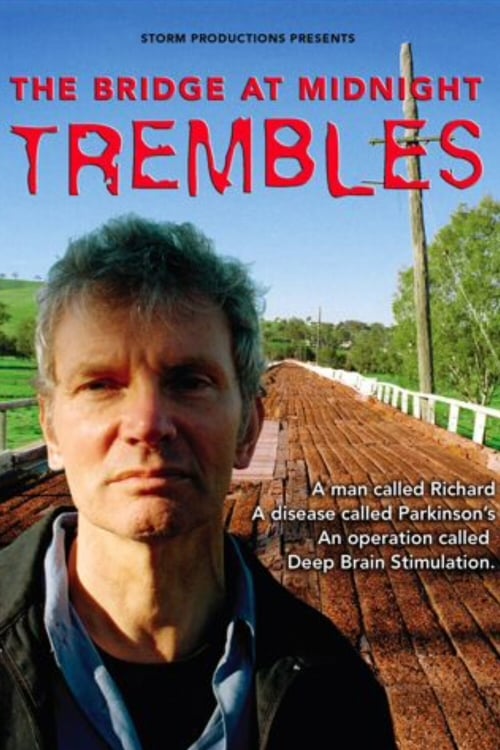 STORM PRODUCTIONS PRESENTS
THE BRIDGE AT MIDNIGHT
TREMBLES
A man called Richard
A disease called Parkinson's
An operation called
Deep Brain Stimulation.